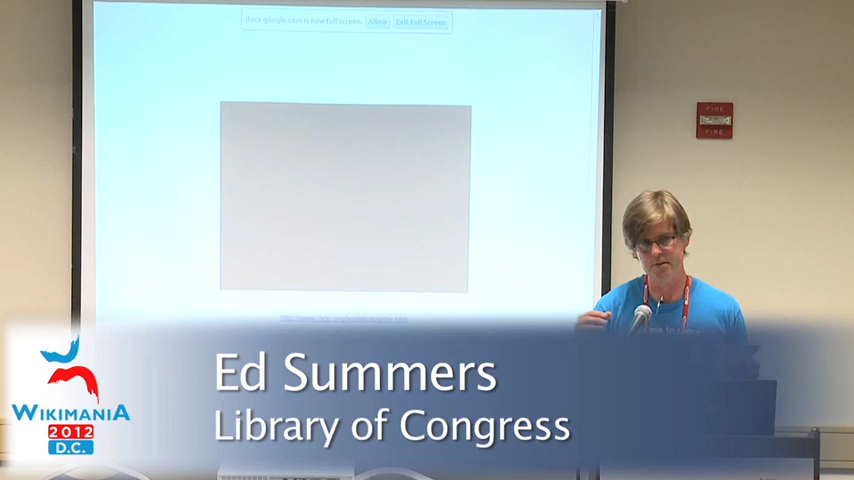 docs.google.com is now full screen. Allow Exit Full Screen
FIRE
FIRE
Ed Summers
Library of Congress
WIKIMANIA
2012
D.C.